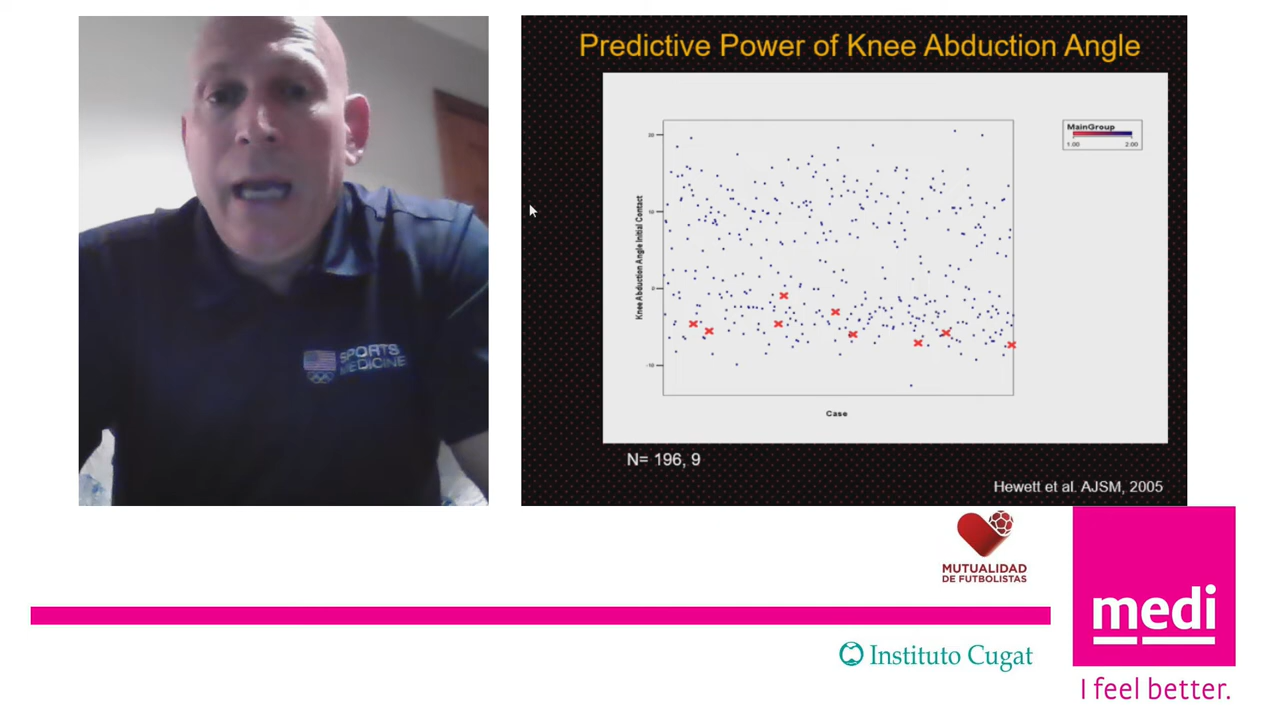 SPORTS
MEDICINE
Predictive Power of Knee Abduction Angle
MainGroup
1.00 2.00
20
10
0
-10
Knee Abduction Angle Initial Contact
Case
N= 196, 9
Hewett et al. AJSM, 2005
MUTUALIDAD
DE FUTBOLISTAS
medi
Instituto Cugat
I feel better.